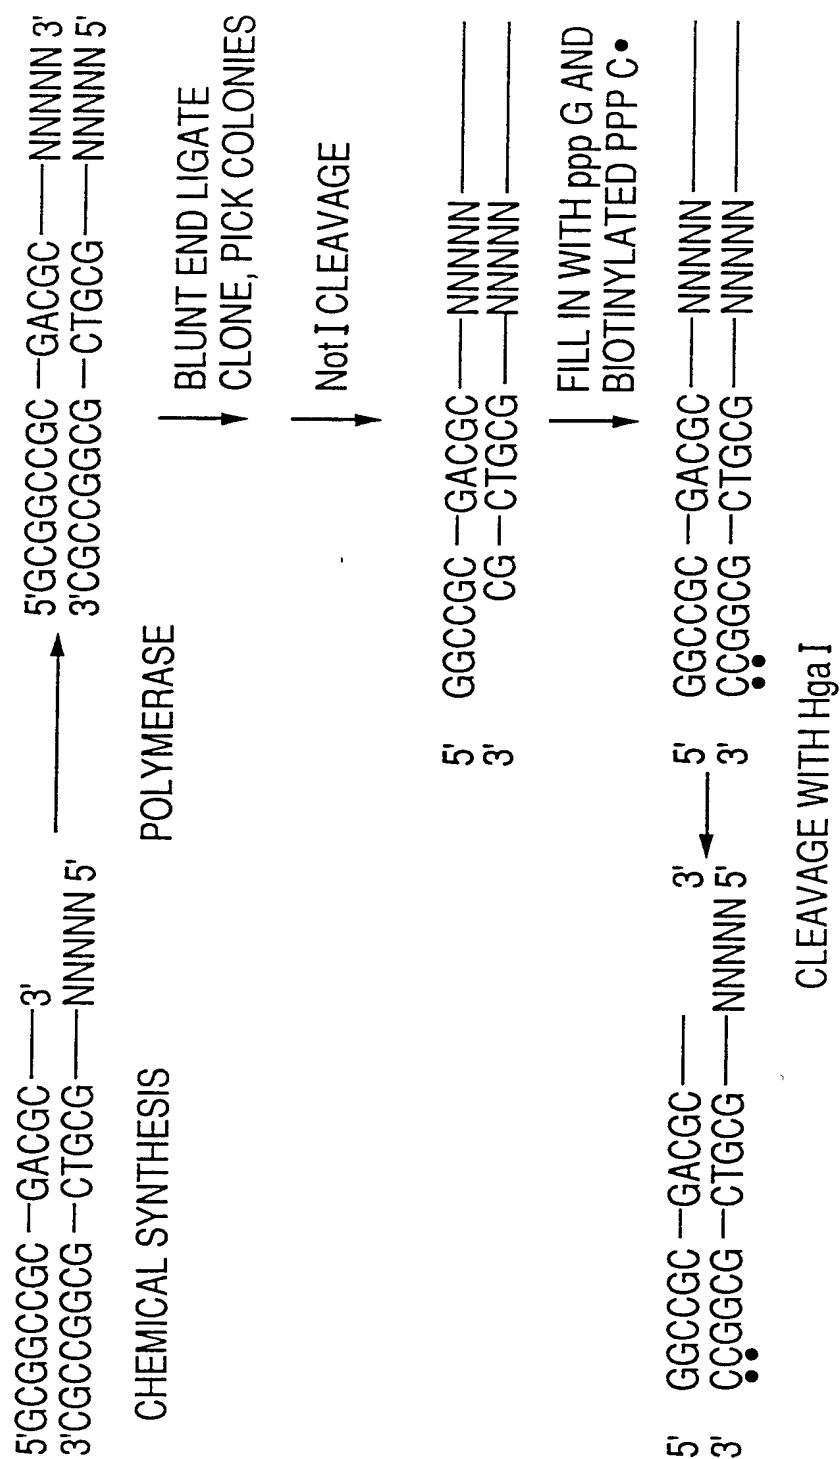 5'GCGGCCGC—GACGC——3'
3'CGCCGGCG—CTGCG——NNNNN 5'
CHEMICAL SYNTHESIS
POLYMERASE
5'GCGGCCGC—GACGC——NNNNN 3'
3'CGCCGGCG—CTGCG——NNNNN 5'
BLUNT END LIGATE
CLONE, PICK COLONIES
NotI CLEAVAGE
5' GGCCGC—GACGC——NNNNN——
3' CG—CTGCG——NNNNN——
FILL IN WITH ppp G AND
BIOTINYLATED PPP C•
5' GGCCGC—GACGC——NNNNN——
3' CCGGCG—CTGCG——NNNNN——
••
CLEAVAGE WITH HgaI
5' GGCCGC—GACGC—— 3'
3' CCGGCG—CTGCG——NNNNN 5'
••